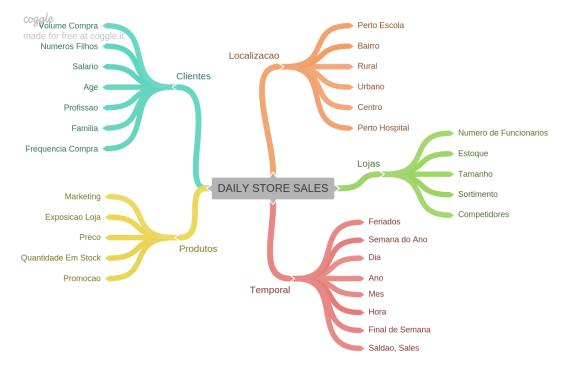 coggle
made for free at coggle.it
Volume Compra
Numeros Filhos
Salario
Age
Profissao
Familia
Frequencia Compra
Clientes
Localizacao
Perto Escola
Bairro
Rural
Urbano
Centro
Perto Hospital
Lojas
Numero de Funcionarios
Estoque
Tamanho
Sortimento
Competidores
DAILY STORE SALES
Marketing
Exposicao Loja
Preco
Quantidade Em Stock
Promocao
Produtos
Temporal
Feriados
Semana do Ano
Dia
Ano
Mes
Hora
Final de Semana
Saldao, Sales